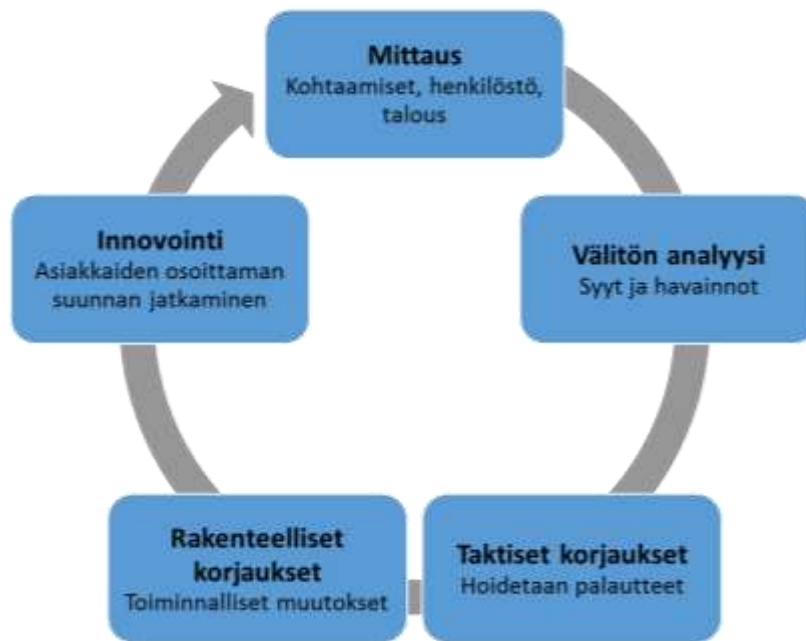 Mittaus
Kohtaamiset, henkilöstö,
talous
Välitön analyysi
Syyt ja havainnot
Taktiset korjaukset
Hoidetaan palautteet
Rakenteelliset
korjaukset
Toiminnalliset muutokset
Innovointi
Asiakkaiden osoittaman
suunnan jatkaminen